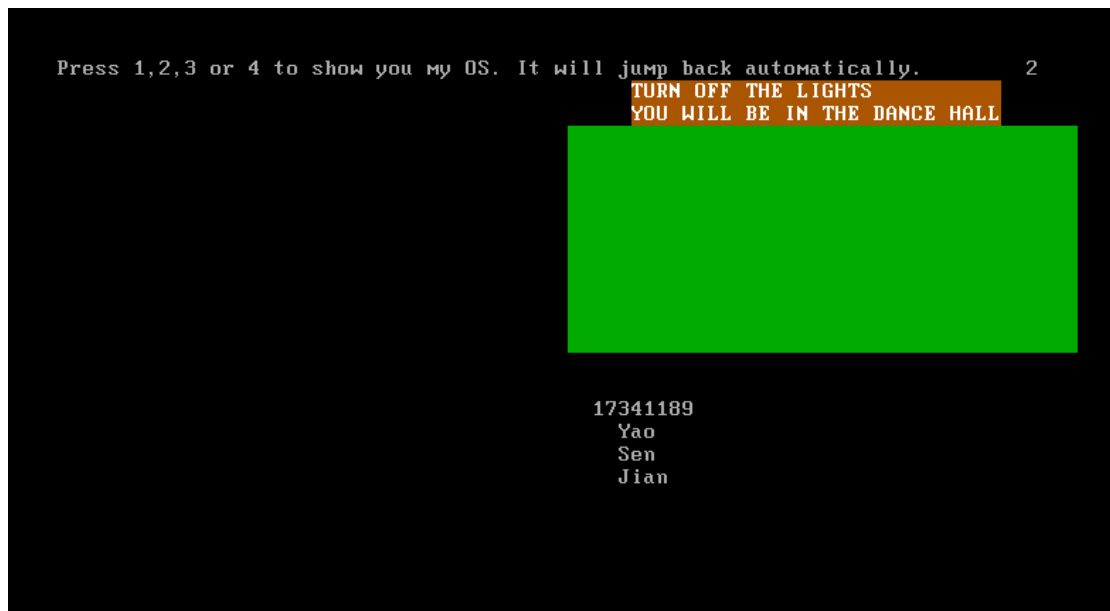 Press 1,2,3 or 4 to show you my OS. It will jump back automatically. 2
TURN OFF THE LIGHTS
YOU WILL BE IN THE DANCE HALL
17341189
Yao
Sen
Jian